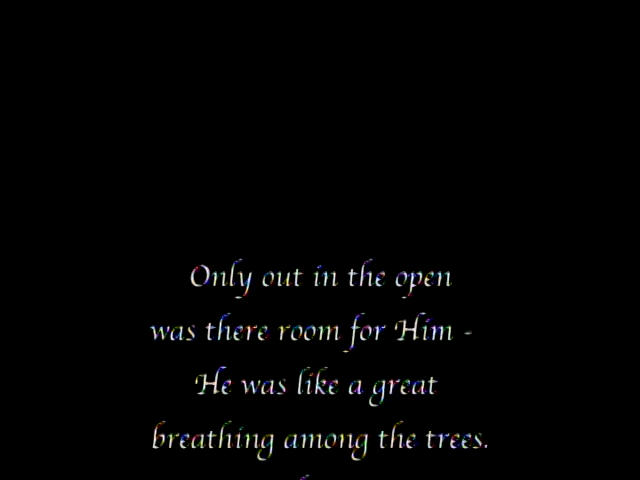 Only out in the open
was there room for Him -
He was like a great
breathing among the trees.